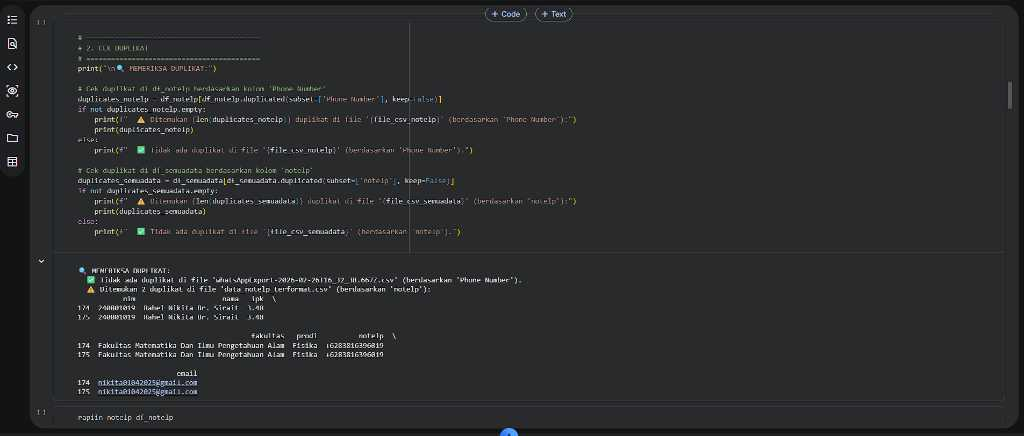 + Code + Text
[ ]
# ------------------------------------------
# 2. CEK DUPLIKAT
# ------------------------------------------
print("\n🔍 MEMERIKSA DUPLIKAT:")
# Cek duplikat di df_notelp berdasarkan kolom 'Phone Number'
duplicates_notelp = df_notelp[df_notelp.duplicated(subset=['Phone Number'], keep=False)]
if not duplicates_notelp.empty:
print(f" ⚠️ Ditemukan {len(duplicates_notelp)} duplikat di file '{file_csv_notelp}' (berdasarkan 'Phone Number'):")
print(duplicates_notelp)
else:
print(f" ✅ Tidak ada duplikat di file '{file_csv_notelp}' (berdasarkan 'Phone Number').")
# Cek duplikat di df_semuadata berdasarkan kolom 'notelp'
duplicates_semuadata = df_semuadata[df_semuadata.duplicated(subset=['notelp'], keep=False)]
if not duplicates_semuadata.empty:
print(f" ⚠️ Ditemukan {len(duplicates_semuadata)} duplikat di file '{file_csv_semuadata}' (berdasarkan 'notelp'):")
print(duplicates_semuadata)
else:
print(f" ✅ Tidak ada duplikat di file '{file_csv_semuadata}' (berdasarkan 'notelp').")
🔍 MEMERIKSA DUPLIKAT:
✅ Tidak ada duplikat di file (berdasarkan 'Phone Number').
⚠️ Ditemukan 2 duplikat di file 'data notelp terformat.csv' (berdasarkan 'notelp'):
nim nama ipk \
174 240801019 Rahel Nikita Br. Sirait 3.48
175 240801019 Rahel Nikita Br. Sirait 3.48
fakultas prodi notelp \
174 Fakultas Matematika Dan Ilmu Pengetahuan Alam Fisika +6283816396019
175 Fakultas Matematika Dan Ilmu Pengetahuan Alam Fisika +6283816396019
email
174 nikita01042025@gmail.com
175 nikita01042025@gmail.com
[ ]
rapiin notelp df_notelp